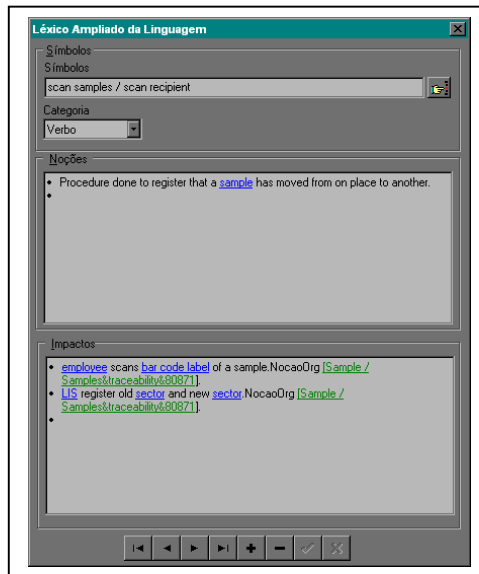 Léxico Ampliado da Linguagem
Símbolos
Símbolos
scan samples / scan recipient
Categoria
Verbo
Noções
• Procedure done to register that a sample has moved from on place to another.
•
Impactos
• employee scans bar code label of a sample.NocaoOrg [Sample /
Samples&traceability&80871].
• LIS register old sector and new sector.NocaoOrg [Sample /
Samples&traceability&80871].
•